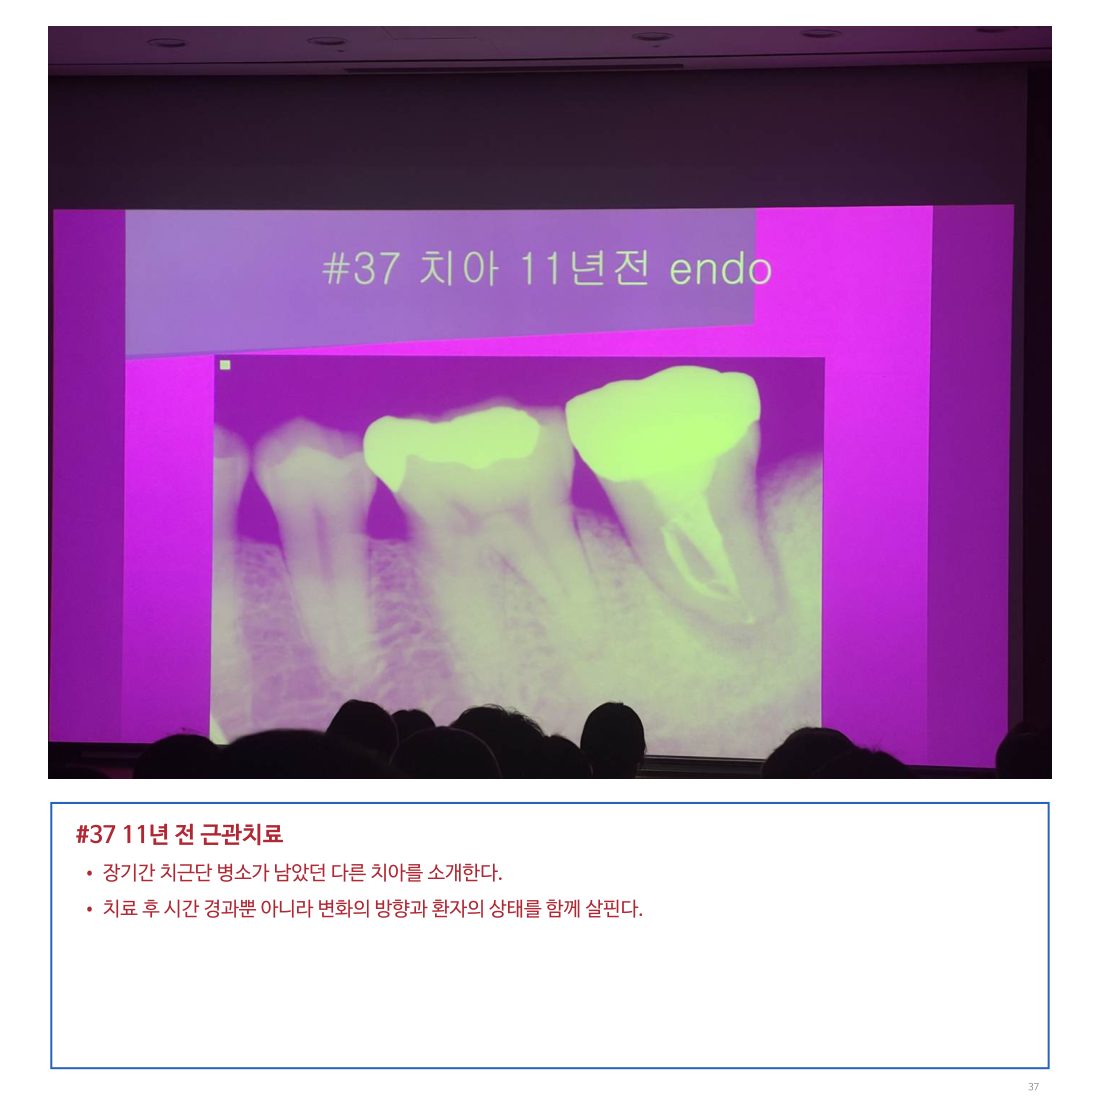 #37 치아 11년전 endo
#37 11년 전 근관치료
• 장기간 치근단 병소가 남았던 다른 치아를 소개한다.
• 치료 후 시간 경과뿐 아니라 변화의 방향과 환자의 상태를 함께 살핀다.
37